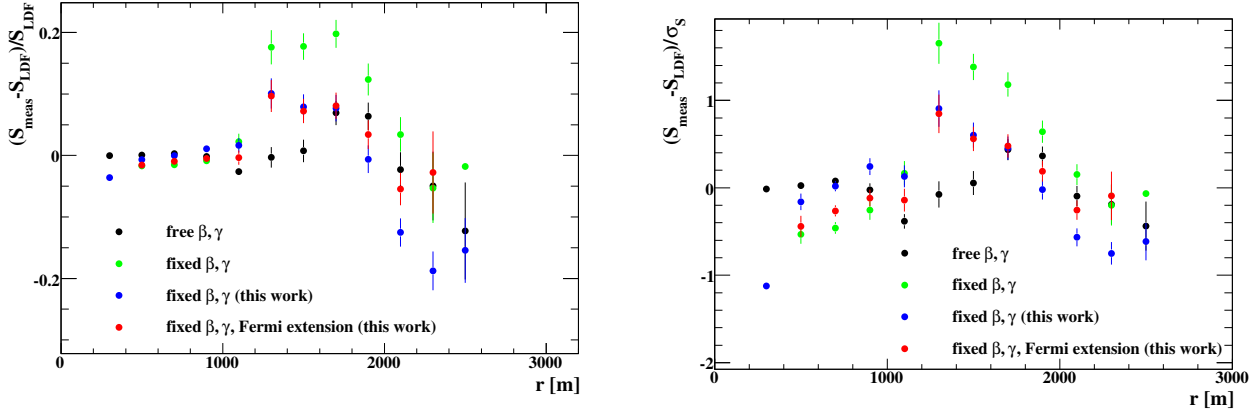 (S_meas-S_LDF)/S_LDF
0.2
0
-0.2
free β, γ
fixed β, γ
fixed β, γ (this work)
fixed β, γ, Fermi extension (this work)
0 1000 2000 3000
r [m]
(S_meas-S_LDF)/σ_S
1
0
-1
-2
free β, γ
fixed β, γ
fixed β, γ (this work)
fixed β, γ, Fermi extension (this work)
0 1000 2000 3000
r [m]